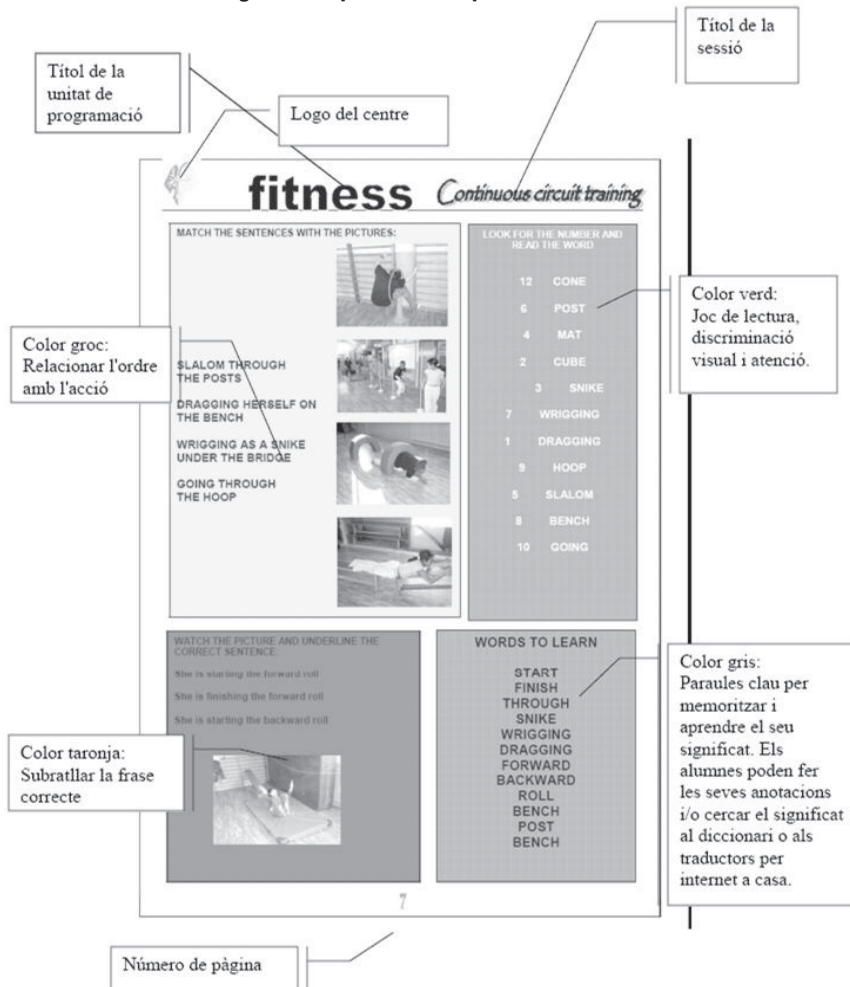 Títol de la
sessió
Títol de la
unitat de
programació
Logo del centre
fitness
Continuous circuit training
MATCH THE SENTENCES WITH THE PICTURES:
SLALOM THROUGH
THE POSTS
DRAGGING HERSELF ON
THE BENCH
WRIGGING AS A SNIKE
UNDER THE BRIDGE
GOING THROUGH
THE HOOP
LOOK FOR THE NUMBER AND
READ THE WORD
12 CONE
6 POST
4 MAT
2 CUBE
3 SNIKE
7 WRIGGING
1 DRAGGING
9 HOOP
5 SLALOM
8 BENCH
10 GOING
Color groc:
Relacionar l'ordre
amb l'acció
Color verd:
Joc de lectura,
discriminació
visual i atenció.
WATCH THE PICTURE AND UNDERLINE THE
CORRECT SENTENCE:
She is starting the forward roll
She is finishing the forward roll
She is starting the backward roll
WORDS TO LEARN
START
FINISH
THROUGH
SNIKE
WRIGGING
DRAGGING
FORWARD
BACKWARD
ROLL
BENCH
POST
BENCH
Color taronja:
Subratllar la frase
correcte
Color gris:
Paraules clau per
memoritzar i
aprendre el seu
significat. Els
alumnes poden fer
les seves anotacions
i/o cercar el significat
al diccionari o als
traductors per
internet a casa.
7
Número de pàgina